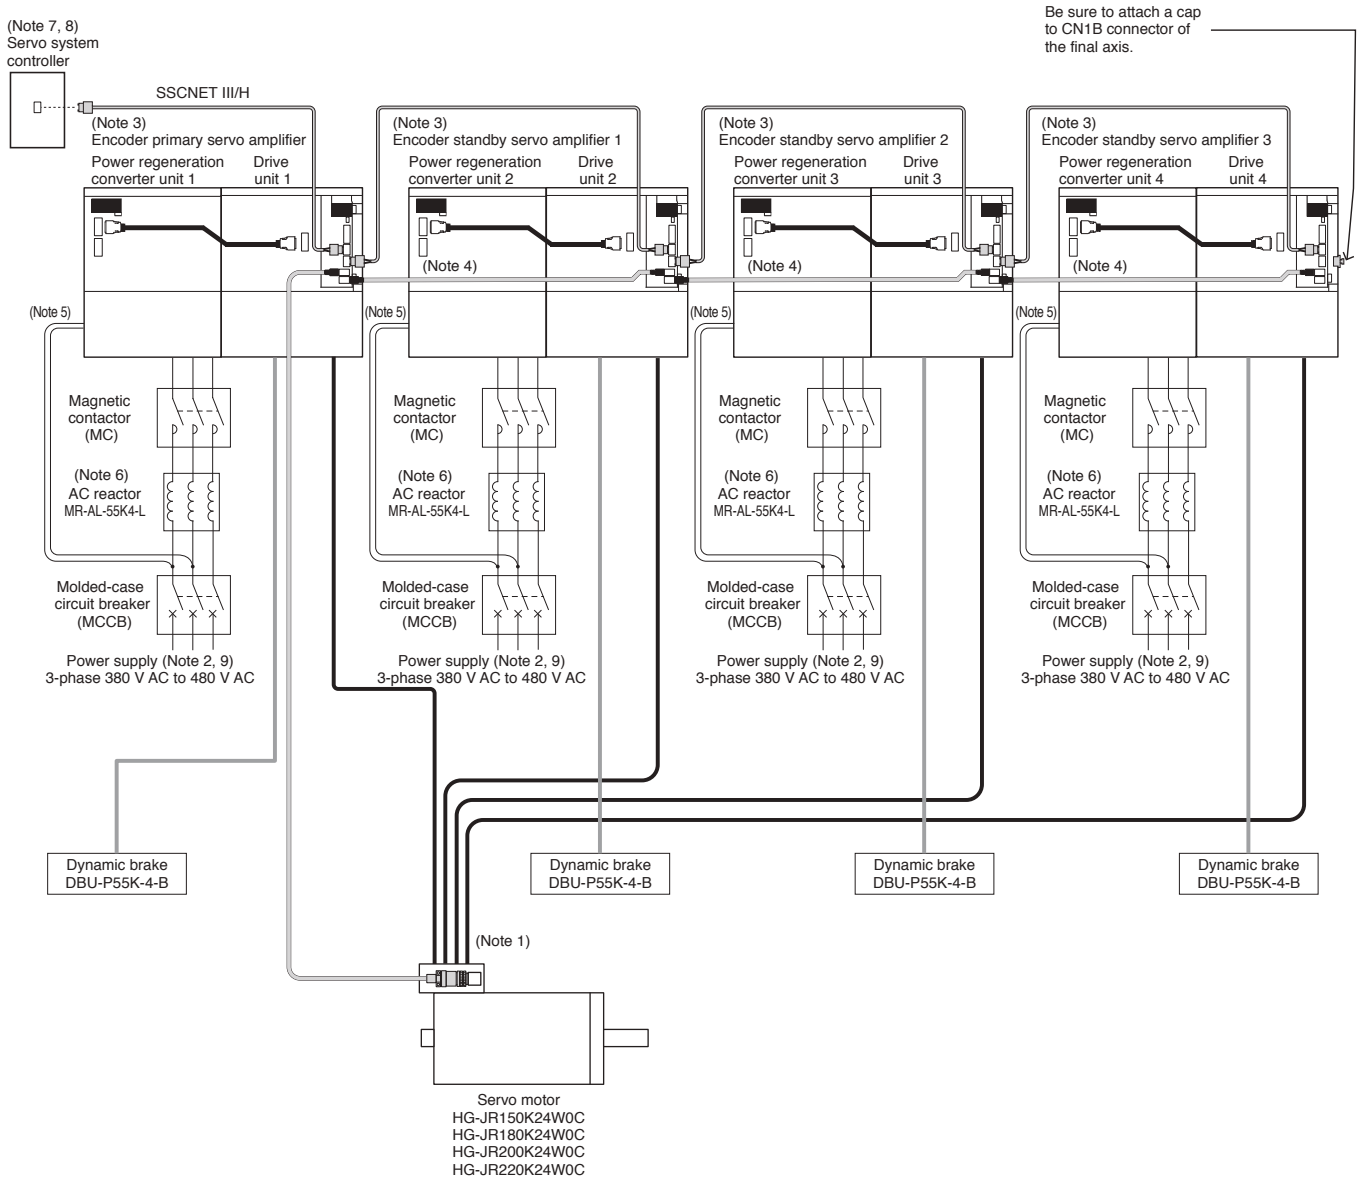 Be sure to attach a cap
to CN1B connector of
the final axis.
(Note 7, 8)
Servo system
controller
SSCNET III/H
(Note 3)
Encoder primary servo amplifier
Power regeneration
converter unit 1
Drive
unit 1
(Note 3)
Encoder standby servo amplifier 1
Power regeneration
converter unit 2
Drive
unit 2
(Note 3)
Encoder standby servo amplifier 2
Power regeneration
converter unit 3
Drive
unit 3
(Note 3)
Encoder standby servo amplifier 3
Power regeneration
converter unit 4
Drive
unit 4
(Note 4)
(Note 4)
(Note 4)
(Note 5)
(Note 5)
(Note 5)
(Note 5)
Magnetic
contactor
(MC)
(Note 6)
AC reactor
MR-AL-55K4-L
Molded-case
circuit breaker
(MCCB)
Power supply (Note 2, 9)
3-phase 380 V AC to 480 V AC
Magnetic
contactor
(MC)
(Note 6)
AC reactor
MR-AL-55K4-L
Molded-case
circuit breaker
(MCCB)
Power supply (Note 2, 9)
3-phase 380 V AC to 480 V AC
Magnetic
contactor
(MC)
(Note 6)
AC reactor
MR-AL-55K4-L
Molded-case
circuit breaker
(MCCB)
Power supply (Note 2, 9)
3-phase 380 V AC to 480 V AC
Magnetic
contactor
(MC)
(Note 6)
AC reactor
MR-AL-55K4-L
Molded-case
circuit breaker
(MCCB)
Power supply (Note 2, 9)
3-phase 380 V AC to 480 V AC
Dynamic brake
DBU-P55K-4-B
Dynamic brake
DBU-P55K-4-B
Dynamic brake
DBU-P55K-4-B
Dynamic brake
DBU-P55K-4-B
(Note 1)
Servo motor
HG-JR150K24W0C
HG-JR180K24W0C
HG-JR200K24W0C
HG-JR220K24W0C